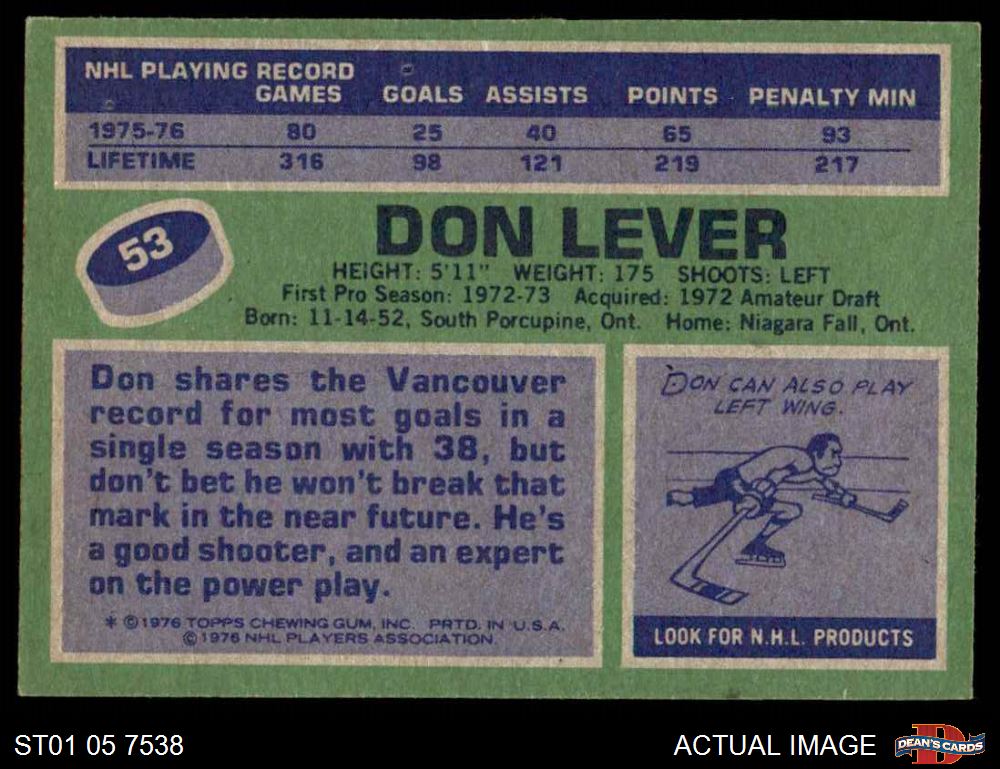 NHL PLAYING RECORD
GAMES GOALS ASSISTS POINTS PENALTY MIN
1975-76 80 25 40 65 93
LIFETIME 316 98 121 219 217
53
DON LEVER
HEIGHT: 5'11" WEIGHT: 175 SHOOTS: LEFT
First Pro Season: 1972-73 Acquired: 1972 Amateur Draft
Born: 11-14-52, South Porcupine, Ont. Home: Niagara Fall, Ont.
Don shares the Vancouver
record for most goals in a
single season with 38, but
don't bet he won't break that
mark in the near future. He's
a good shooter, and an expert
on the power play.
* ©1976 TOPPS CHEWING GUM, INC. PRTD. IN U.S.A.
©1976 NHL PLAYERS ASSOCIATION.
DON CAN ALSO PLAY
LEFT WING.
LOOK FOR N.H.L. PRODUCTS
ST01 05 7538
ACTUAL IMAGE
D
DEAN'S CARDS